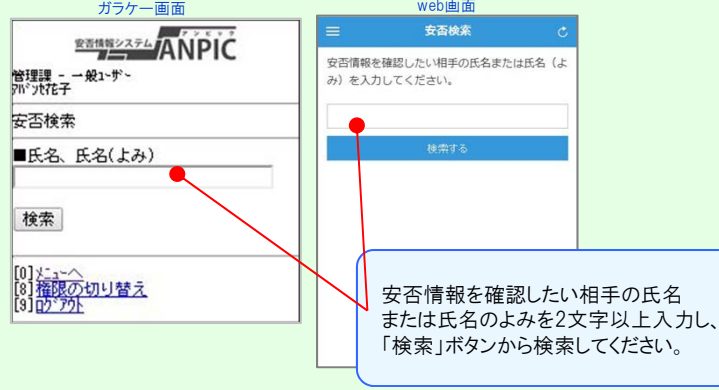 ガラケー画面
web画面
安否情報システム ANPIC
アンピック
管理課 - 一般ﾕｰｻﾞｰ
ｱﾊﾞﾝｾ花子
安否検索
■氏名、氏名(よみ)
検索
[0]ﾒﾆｭｰへ
[8]権限の切り替え
[9]ﾛｸﾞｱｳﾄ
安否検索
安否情報を確認したい相手の氏名または氏名（よ
み）を入力してください。
検索する
安否情報を確認したい相手の氏名
または氏名のよみを2文字以上入力し、
「検索」ボタンから検索してください。